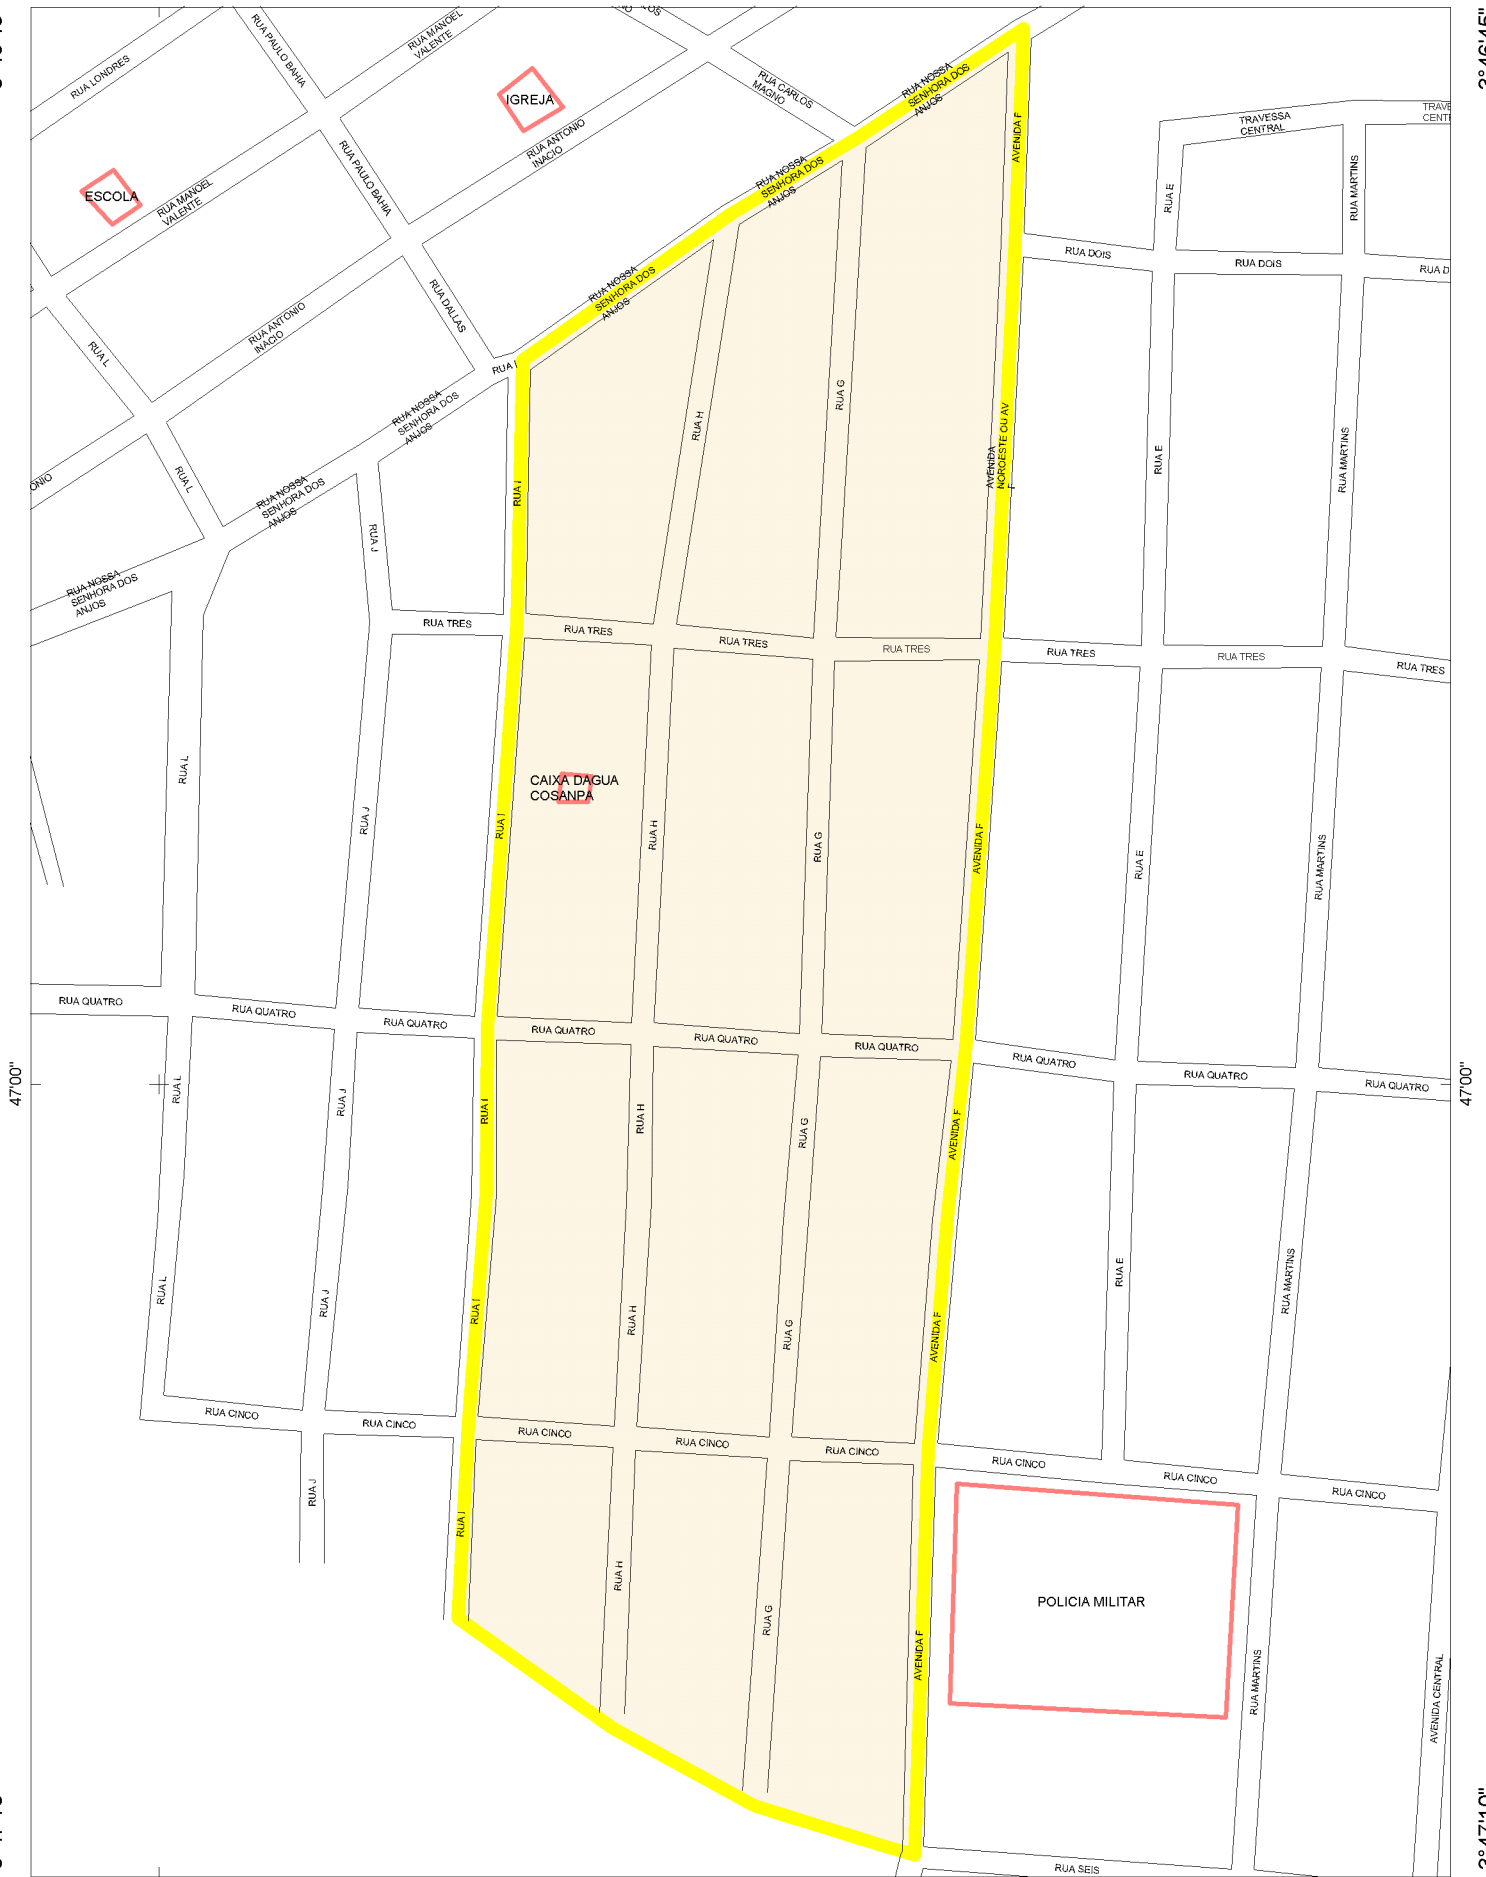 3°46'45"
RUA LONDRES
RUA PAULO BAHIA
RUA MANOEL
VALENTE
IGREJA
RUA CARLOS
MAGNO
RUA NOSSA
SENHORA DOS
ANJOS
AVENIDA F
TRAVESSA
CENTRAL
RUA ANTONIO
INACIO
RUA PAULO BAHIA
ESCOLA
RUA MANOEL
VALENTE
RUA NOSSA
SENHORA DOS
ANJOS
RUA E
RUA MARTINS
RUA DOIS
RUA DOIS
RUA D
RUA NOSSA
SENHORA DOS
ANJOS
RUA DALLAS
RUA ANTONIO
INACIO
RUA L
RUA I
RUA NOSSA
SENHORA DOS
ANJOS
RUA H
RUA G
AVENIDA
NOROESTE OU AV
F
RUA E
RUA MARTINS
ONIO
RUA L
RUA NOSSA
SENHORA DOS
ANJOS
RUA I
RUA J
RUA NOSSA
SENHORA DOS
ANJOS
RUA TRES
RUA TRES
RUA TRES
RUA TRES
RUA TRES
RUA TRES
RUA TRES
RUA L
CAIXA DAGUA
COSANPA
RUA J
RUA I
RUA H
RUA G
AVENIDA F
RUA E
RUA MARTINS
RUA QUATRO
RUA QUATRO
RUA QUATRO
RUA QUATRO
RUA QUATRO
RUA QUATRO
RUA QUATRO
RUA QUATRO
RUA QUATRO
47'00"
47'00"
RUA L
RUA J
RUA I
RUA H
RUA G
AVENIDA F
RUA L
RUA J
RUA I
RUA H
RUA G
AVENIDA F
RUA E
RUA MARTINS
RUA CINCO
RUA CINCO
RUA CINCO
RUA CINCO
RUA CINCO
RUA CINCO
RUA CINCO
RUA CINCO
RUA J
RUA I
RUA H
RUA G
AVENIDA F
POLICIA MILITAR
RUA MARTINS
AVENIDA CENTRAL
RUA SEIS
3°47'10"